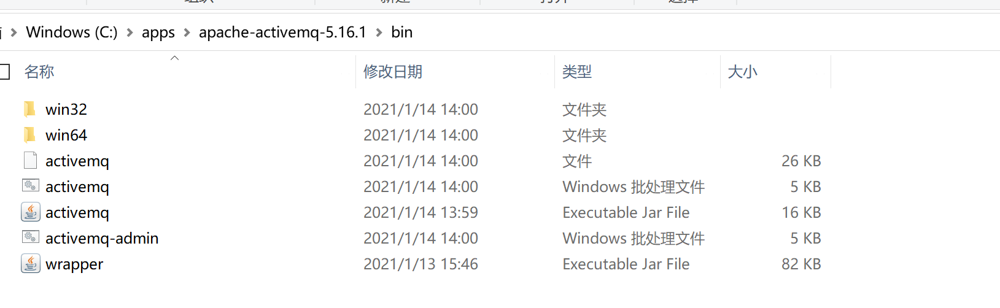 Windows (C:) > apps > apache-activemq-5.16.1 > bin
名称 修改日期 类型 大小
win32 2021/1/14 14:00 文件夹
win64 2021/1/14 14:00 文件夹
activemq 2021/1/14 14:00 文件 26 KB
activemq 2021/1/14 14:00 Windows 批处理文件 5 KB
activemq 2021/1/14 13:59 Executable Jar File 16 KB
activemq-admin 2021/1/14 14:00 Windows 批处理文件 5 KB
wrapper 2021/1/13 15:46 Executable Jar File 82 KB